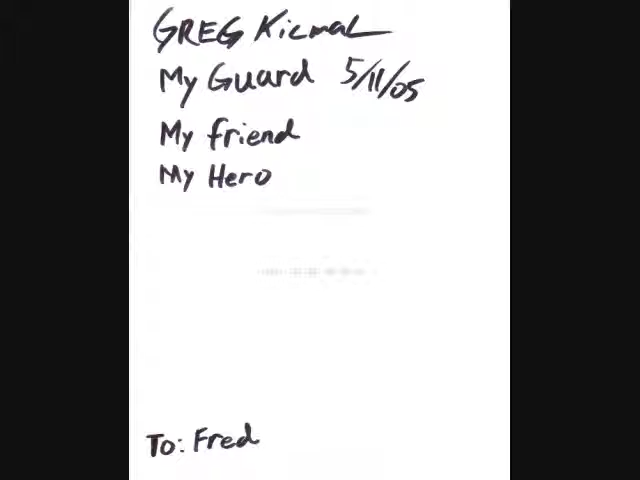 GREG Kicmal
My Guard 5/11/05
My friend
My Hero
To: Fred